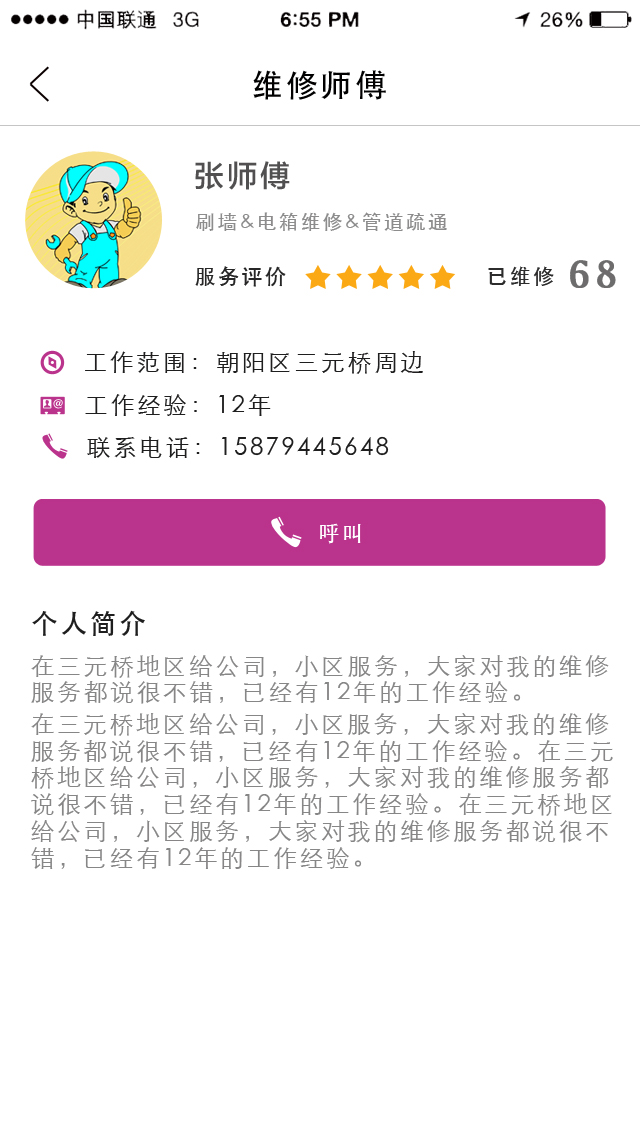 中国联通 3G 6:55 PM 26%
维修师傅
张师傅
刷墙&电箱维修&管道疏通
服务评价 已维修 68
工作范围：朝阳区三元桥周边
工作经验：12年
联系电话：15879445648
呼叫
个人简介
在三元桥地区给公司，小区服务，大家对我的维修
服务都说很不错，已经有12年的工作经验。
在三元桥地区给公司，小区服务，大家对我的维修
服务都说很不错，已经有12年的工作经验。在三元
桥地区给公司，小区服务，大家对我的维修服务都
说很不错，已经有12年的工作经验。在三元桥地区
给公司，小区服务，大家对我的维修服务都说很不
错，已经有12年的工作经验。